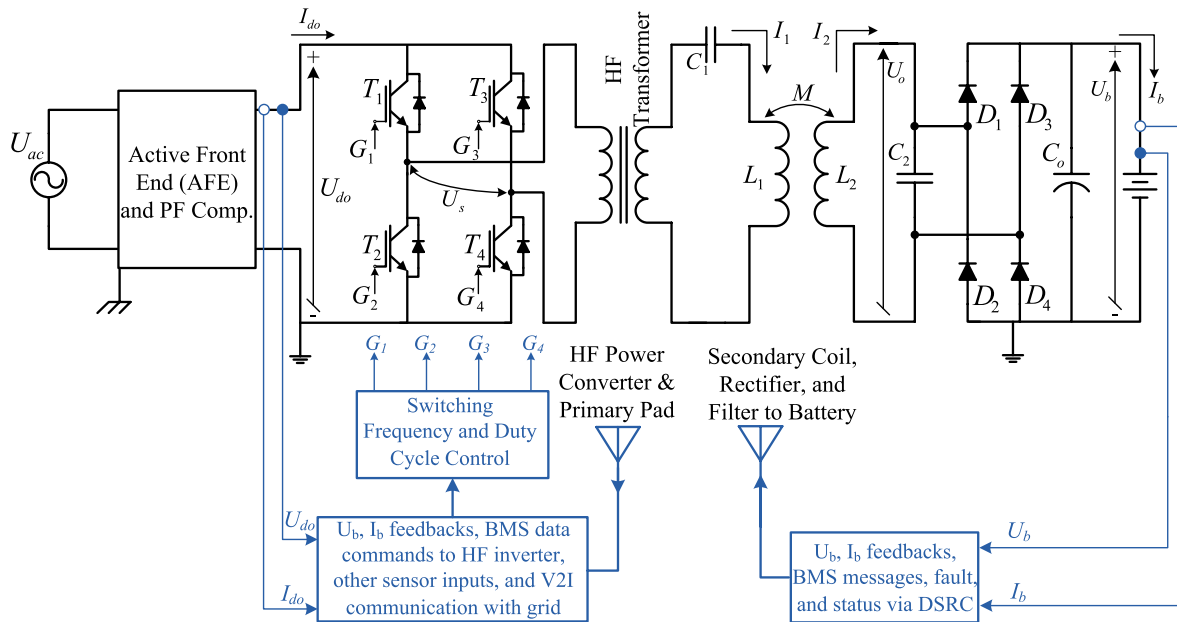 I_do
U_ac
Active Front
End (AFE)
and PF Comp.
+
U_do
-
T_1
G_1
T_3
G_3
U_s
T_2
G_2
T_4
G_4
HF
Transformer
C_1
I_1
I_2
M
L_1
L_2
U_o
C_2
D_1
D_3
D_2
D_4
C_o
+
U_b
-
I_b
G_1
G_2
G_3
G_4
Switching
Frequency and Duty
Cycle Control
HF Power
Converter &
Primary Pad
Secondary Coil,
Rectifier, and
Filter to Battery
U_do
I_do
U_b, I_b feedbacks, BMS data
commands to HF inverter,
other sensor inputs, and V2I
communication with grid
U_b, I_b feedbacks,
BMS messages, fault,
and status via DSRC
U_b
I_b